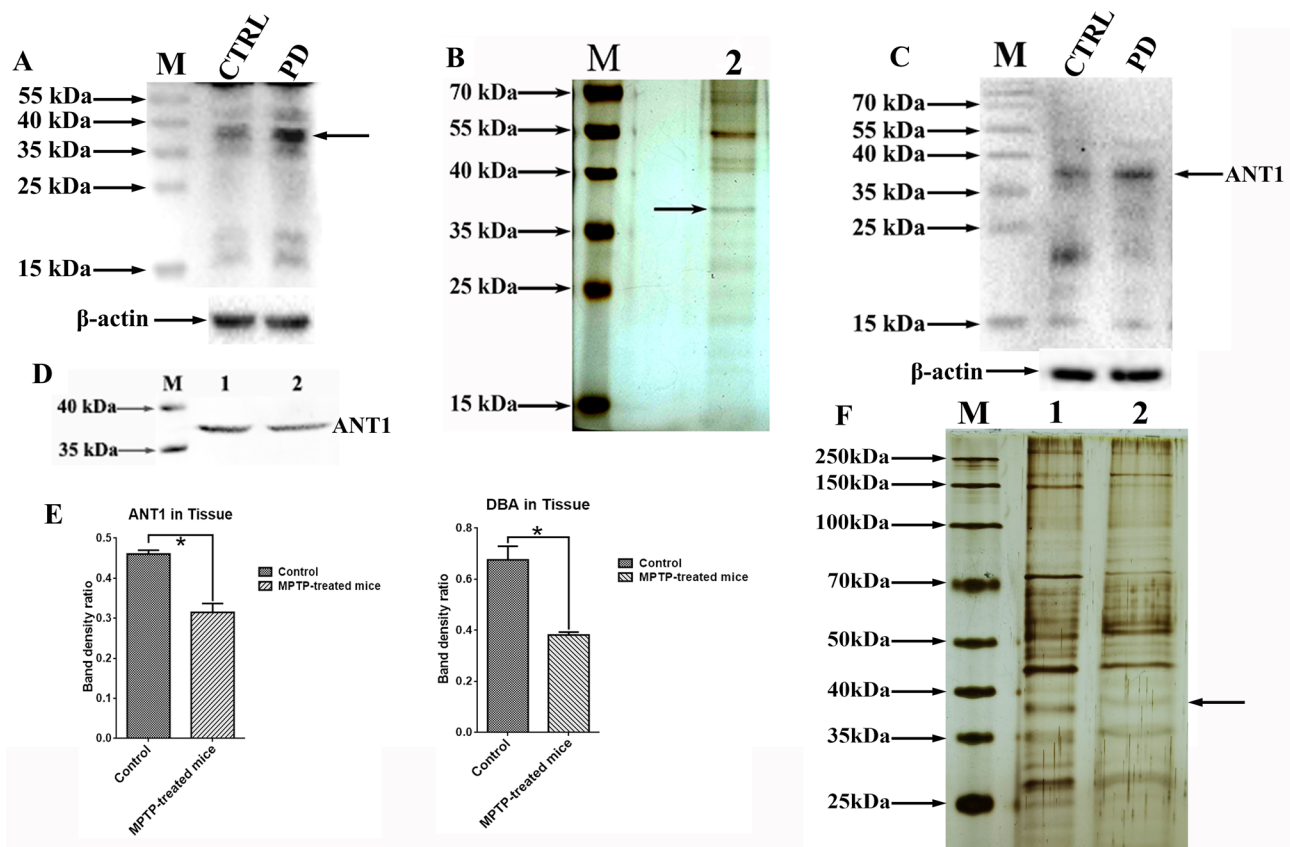 A
M
CTRL
PD
55 kDa
40 kDa
35 kDa
25 kDa
15 kDa
β-actin
B
M
2
70 kDa
55 kDa
40 kDa
35 kDa
25 kDa
15 kDa
C
M
CTRL
PD
70 kDa
55 kDa
40 kDa
ANT1
35 kDa
25 kDa
15 kDa
β-actin
D
M
1
2
40 kDa
ANT1
35 kDa
E
ANT1 in Tissue
*
Band density ratio
0.5
0.4
0.3
0.2
0.1
0.0
Control
MPTP-treated mice
Control
MPTP-treated mice
DBA in Tissue
*
Band density ratio
0.8
0.6
0.4
0.2
0.0
Control
MPTP-treated mice
Control
MPTP-treated mice
F
M
1
2
250kDa
150kDa
100kDa
70kDa
50kDa
40kDa
35kDa
25kDa